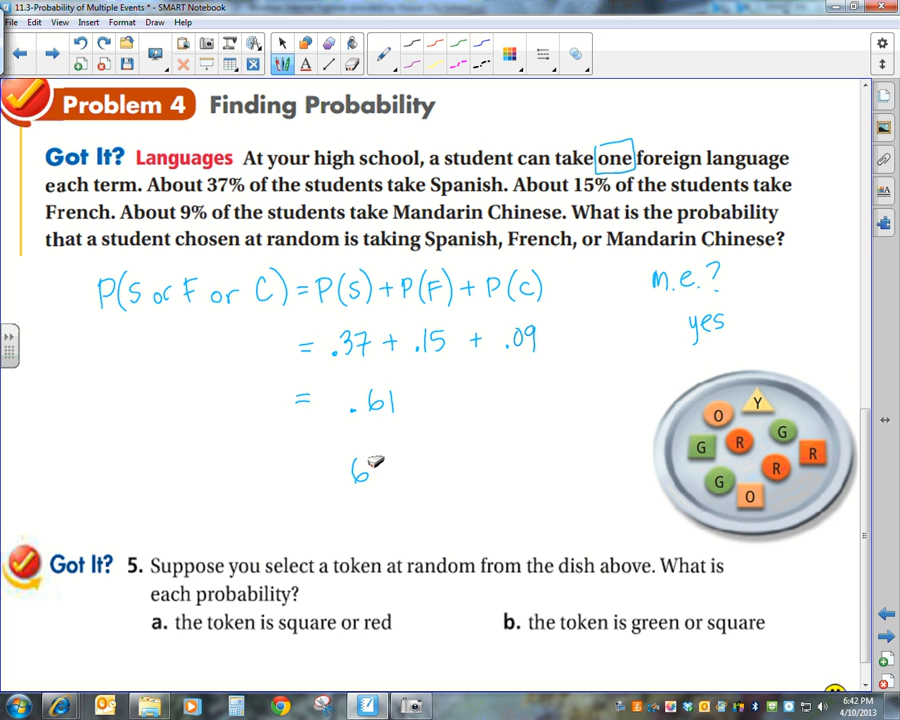 11.3-Probability of Multiple Events * - SMART Notebook
File Edit View Insert Format Draw Help
Problem 4 Finding Probability
Got It? Languages At your high school, a student can take one foreign language
each term. About 37% of the students take Spanish. About 15% of the students take
French. About 9% of the students take Mandarin Chinese. What is the probability
that a student chosen at random is taking Spanish, French, or Mandarin Chinese?
P(S or F or C) = P(S) + P(F) + P(C)
m.e.?
yes
= .37 + .15 + .09
= .61
6
Y
O
G
R
G
R
R
G
O
Got It? 5. Suppose you select a token at random from the dish above. What is
each probability?
a. the token is square or red b. the token is green or square
6:42 PM
4/10/2013